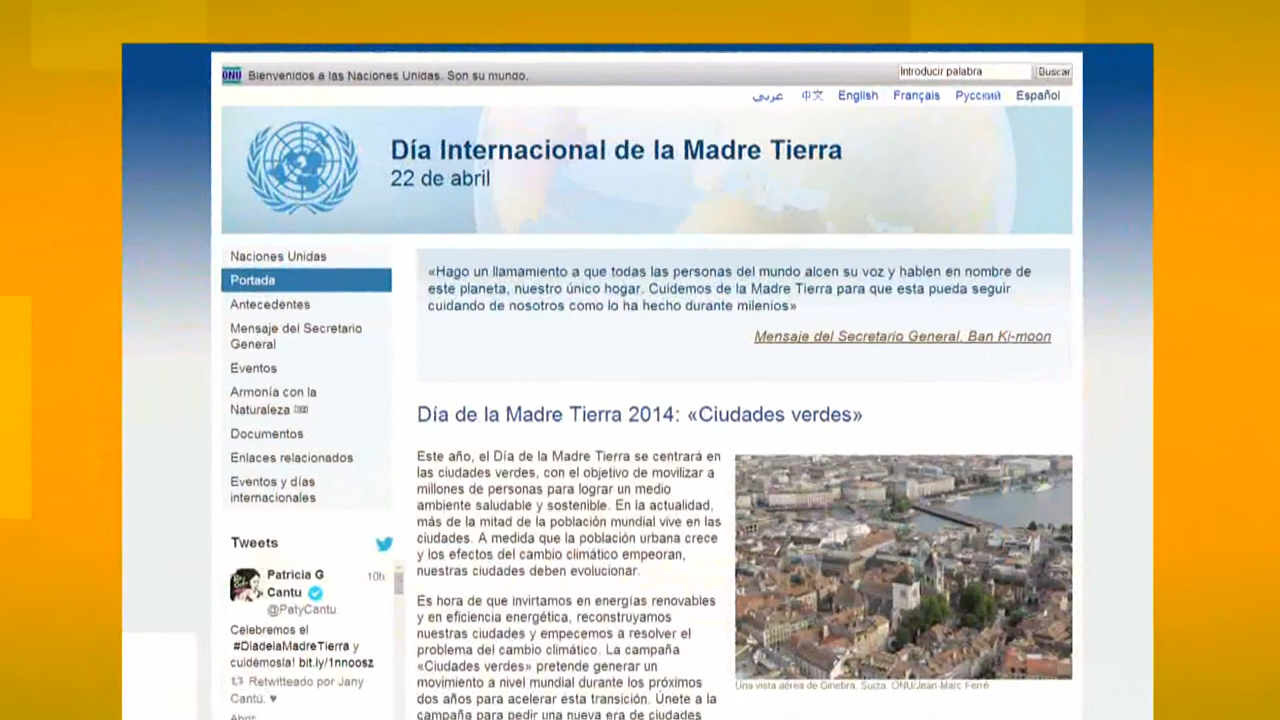 ONU Bienvenidos a las Naciones Unidas. Son su mundo.
Introducir palabra Buscar
عربي 中文 English Français Русский Español
Día Internacional de la Madre Tierra
22 de abril
Naciones Unidas
Portada
Antecedentes
Mensaje del Secretario
General
Eventos
Armonía con la
Naturaleza
Documentos
Enlaces relacionados
Eventos y días
internacionales
Tweets
Patricia G
Cantu
10h
@PatyCantu
Celebremos el
#DiadelaMadreTierra y
cuidémosla! bit.ly/1nnoosz
Retwitteado por Jany
Cantú. ♥
Abrir
«Hago un llamamiento a que todas las personas del mundo alcen su voz y hablen en nombre de
este planeta, nuestro único hogar. Cuidemos de la Madre Tierra para que esta pueda seguir
cuidando de nosotros como lo ha hecho durante milenios»
Mensaje del Secretario General, Ban Ki-moon
Día de la Madre Tierra 2014: «Ciudades verdes»
Este año, el Día de la Madre Tierra se centrará en
las ciudades verdes, con el objetivo de movilizar a
millones de personas para lograr un medio
ambiente saludable y sostenible. En la actualidad,
más de la mitad de la población mundial vive en las
ciudades. A medida que la población urbana crece
y los efectos del cambio climático empeoran,
nuestras ciudades deben evolucionar.
Es hora de que invirtamos en energías renovables
y en eficiencia energética, reconstruyamos
nuestras ciudades y empecemos a resolver el
problema del cambio climático. La campaña
«Ciudades verdes» pretende generar un
movimiento a nivel mundial durante los próximos
dos años para acelerar esta transición. Únete a la
campaña para pedir una nueva era de ciudades
Una vista aérea de Ginebra, Suiza. ONU/Jean-Marc Ferré